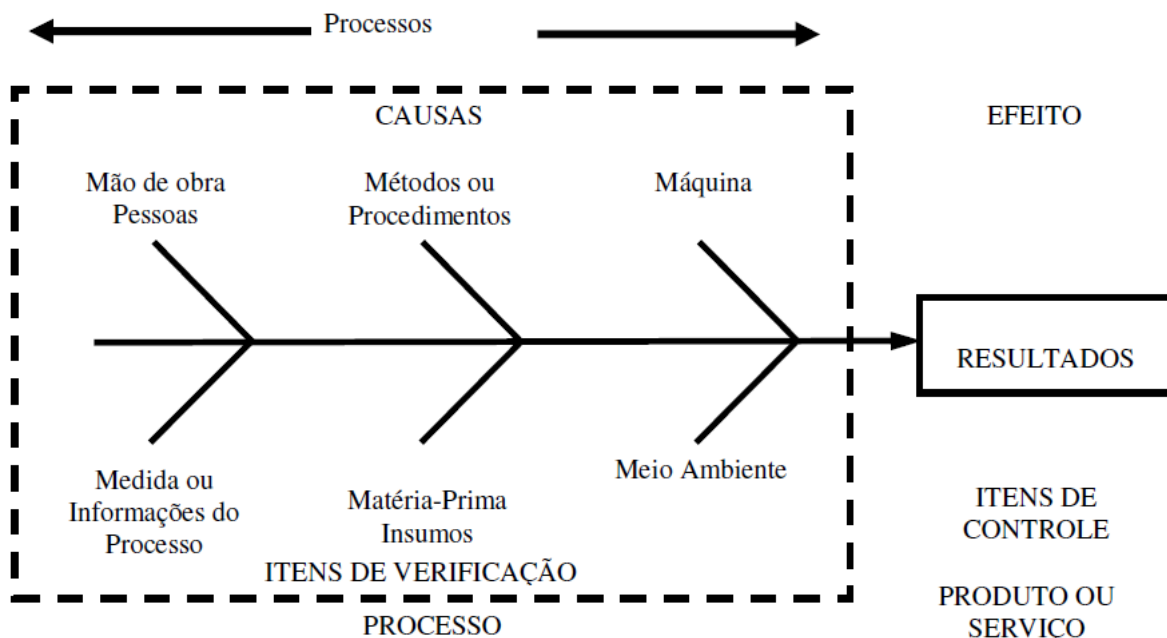 Processos
CAUSAS
EFEITO
Mão de obra
Pessoas
Métodos ou
Procedimentos
Máquina
RESULTADOS
Medida ou
Informações do
Processo
Matéria-Prima
Insumos
Meio Ambiente
ITENS DE VERIFICAÇÃO
PROCESSO
ITENS DE
CONTROLE
PRODUTO OU
SERVICO